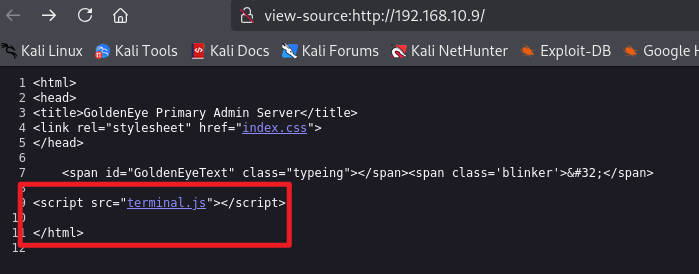 view-source:http://192.168.10.9/
Kali Linux Kali Tools Kali Docs Kali Forums Kali NetHunter Exploit-DB Google H
1 <html>
2 <head>
3 <title>GoldenEye Primary Admin Server</title>
4 <link rel="stylesheet" href="index.css">
5 </head>
6
7 <span id="GoldenEyeText" class="typeing"></span><span class='blinker'>&#32;</span>
8
9 <script src="terminal.js"></script>
10
11 </html>
12